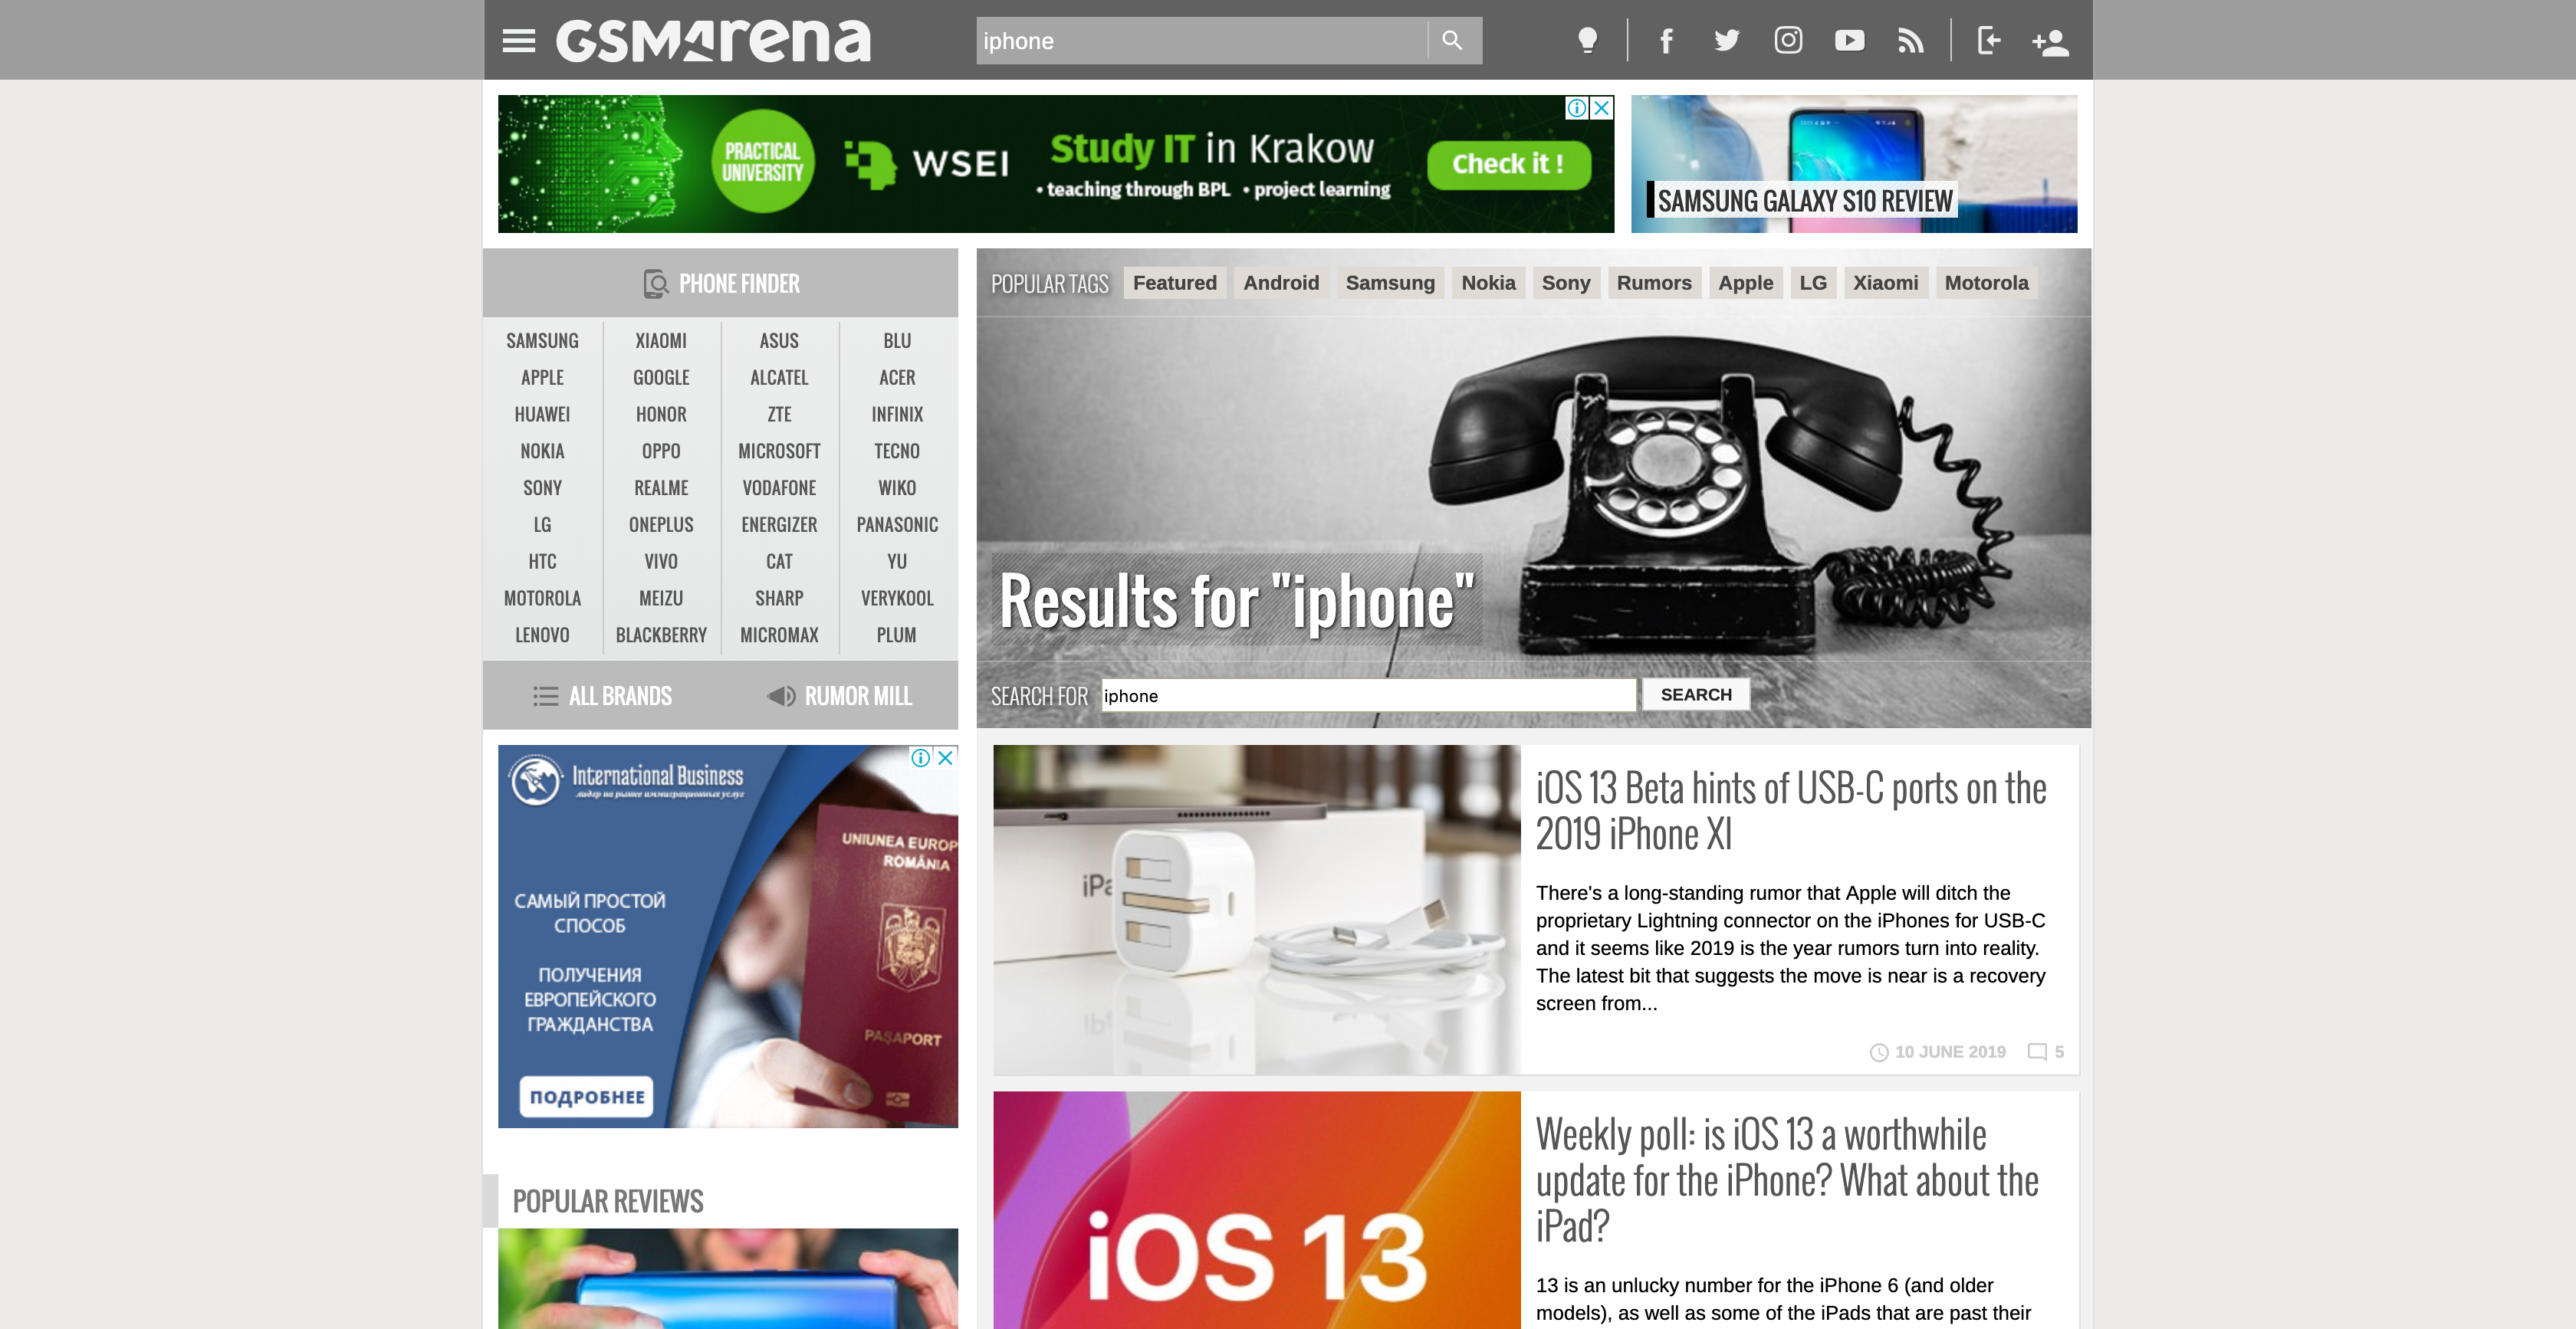 GSMArena
iphone
PRACTICAL
UNIVERSITY
WSEI
Study IT in Krakow
• teaching through BPL • project learning
Check it !
SAMSUNG GALAXY S10 REVIEW
PHONE FINDER
SAMSUNG XIAOMI ASUS BLU
APPLE GOOGLE ALCATEL ACER
HUAWEI HONOR ZTE INFINIX
NOKIA OPPO MICROSOFT TECNO
SONY REALME VODAFONE WIKO
LG ONEPLUS ENERGIZER PANASONIC
HTC VIVO CAT YU
MOTOROLA MEIZU SHARP VERYKOOL
LENOVO BLACKBERRY MICROMAX PLUM
ALL BRANDS RUMOR MILL
POPULAR TAGS Featured Android Samsung Nokia Sony Rumors Apple LG Xiaomi Motorola
Results for "iphone"
SEARCH FOR iphone SEARCH
International Business
лидер на рынке иммиграционных услуг
UNIUNEA EUROP
ROMÂNIA
САМЫЙ ПРОСТОЙ
СПОСОБ
ПОЛУЧЕНИЯ
ЕВРОПЕЙСКОГО
ГРАЖДАНСТВА
PAŞAPORT
ПОДРОБНЕЕ
POPULAR REVIEWS
iPa
iOS 13 Beta hints of USB-C ports on the
2019 iPhone XI
There's a long-standing rumor that Apple will ditch the
proprietary Lightning connector on the iPhones for USB-C
and it seems like 2019 is the year rumors turn into reality.
The latest bit that suggests the move is near is a recovery
screen from...
10 JUNE 2019 5
iOS 13
Weekly poll: is iOS 13 a worthwhile
update for the iPhone? What about the
iPad?
13 is an unlucky number for the iPhone 6 (and older
models), as well as some of the iPads that are past their